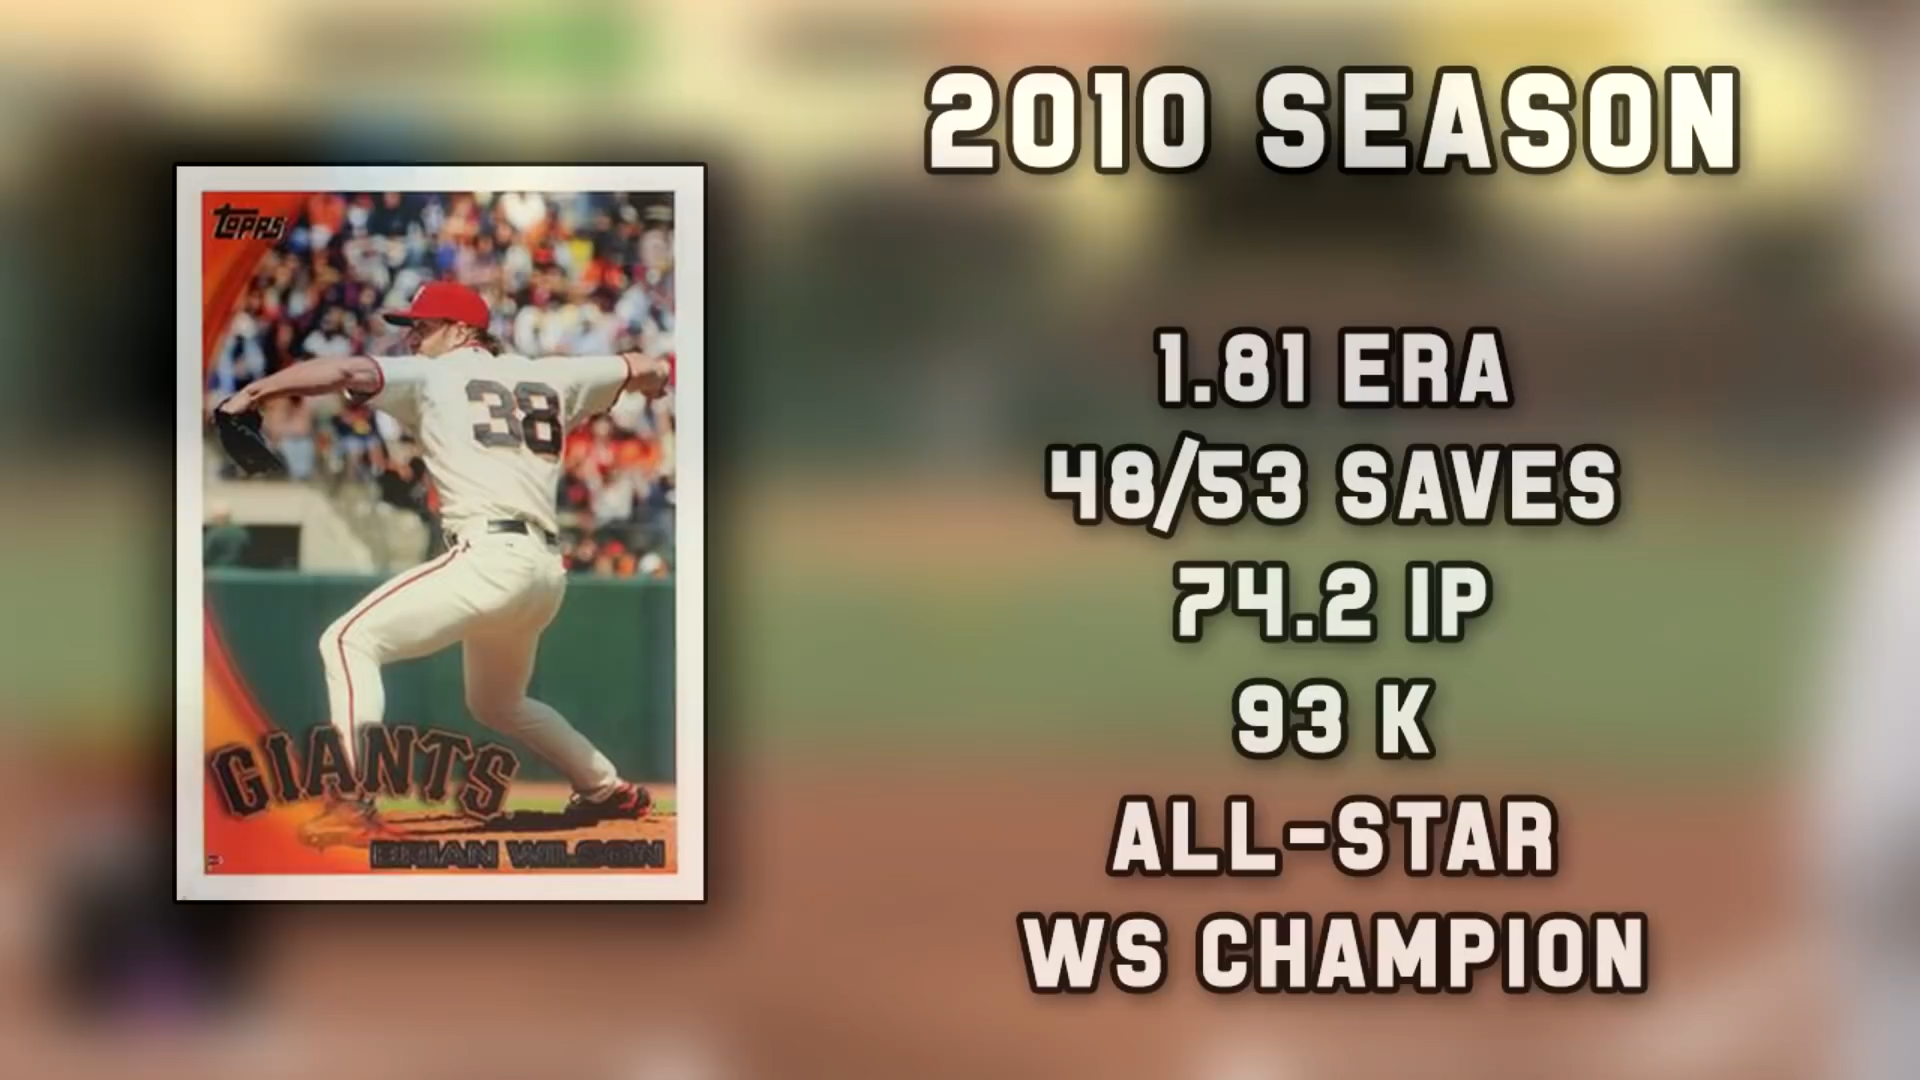 2010 SEASON
TOPPS
38
GIANTS
BRIAN WILSON
1.81 ERA
48/53 SAVES
74.2 IP
93 K
ALL-STAR
WS CHAMPION